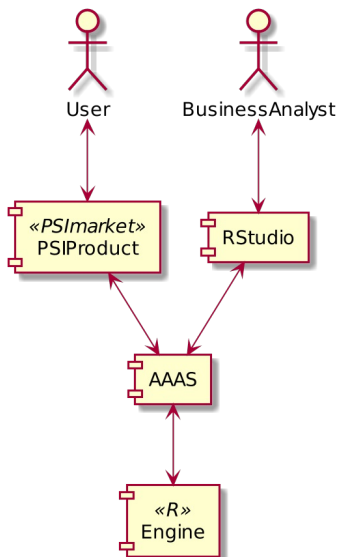 User
BusinessAnalyst
«PSImarket»
PSIProduct
RStudio
AAAS
«R»
Engine